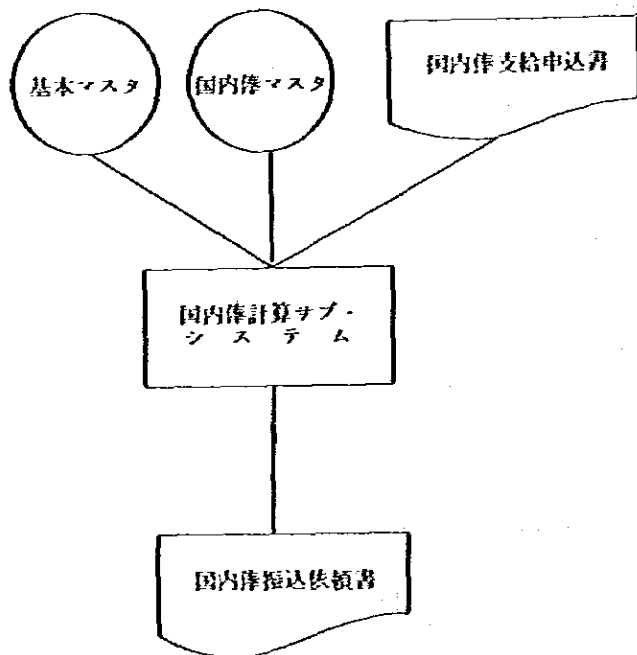 基本マスタ
国内俸マスタ
国内俸支給申込書
国内俸計算サブ・
システム
国内俸振込依頼書